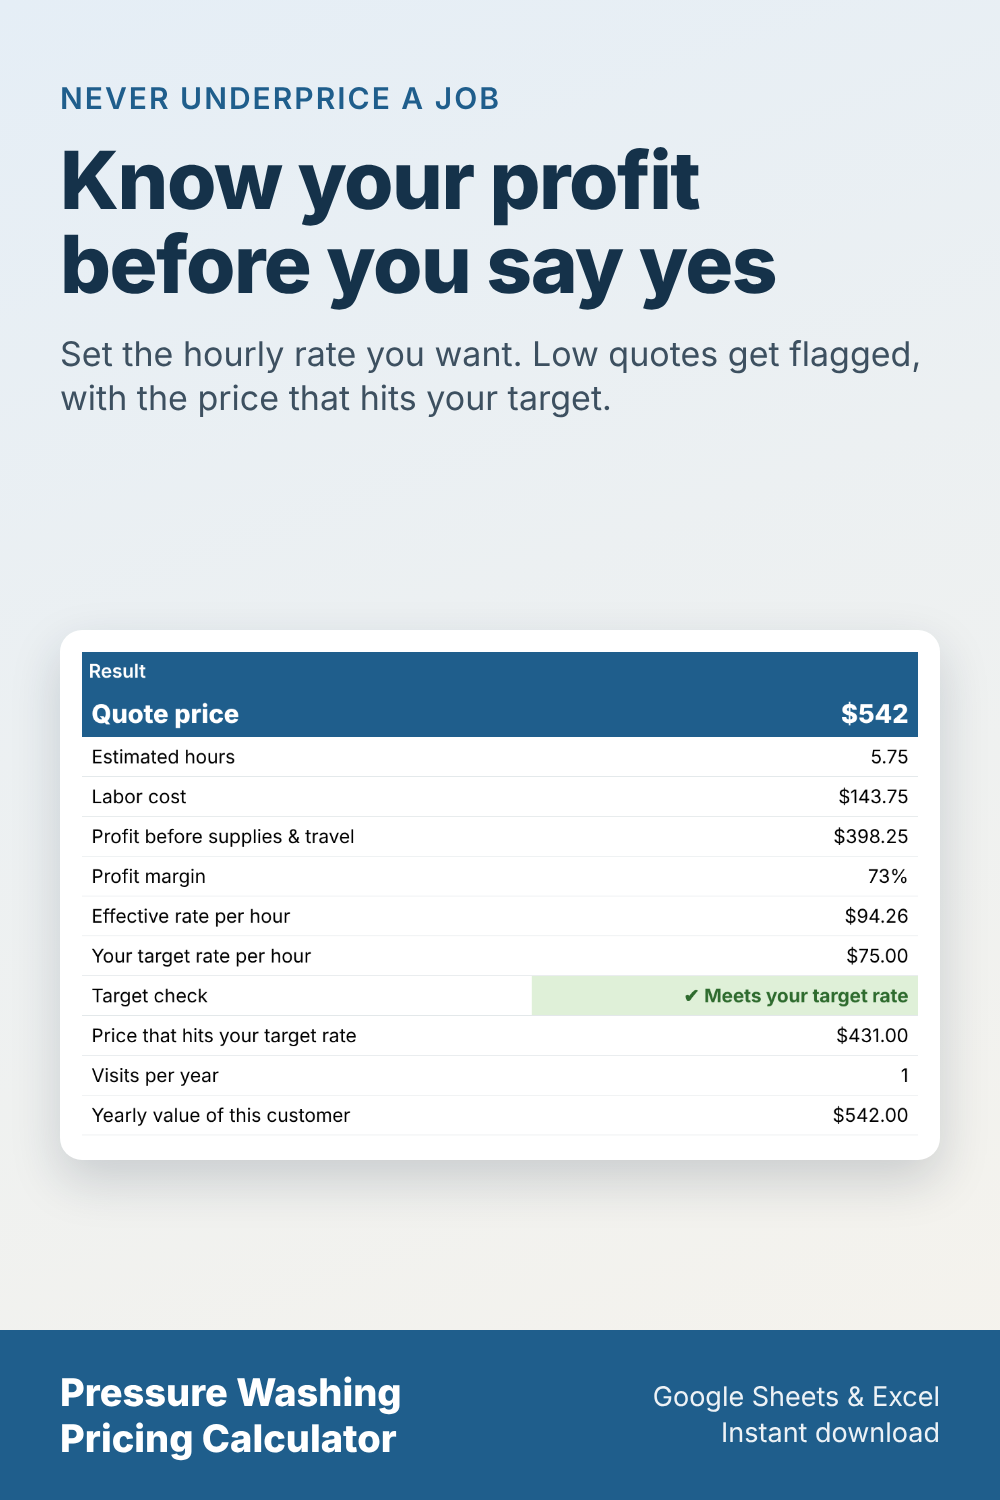 NEVER UNDERPRICE A JOB
Know your profit
before you say yes
Set the hourly rate you want. Low quotes get flagged,
with the price that hits your target.
Result
Quote price $542
Estimated hours 5.75
Labor cost $143.75
Profit before supplies & travel $398.25
Profit margin 73%
Effective rate per hour $94.26
Your target rate per hour $75.00
Target check ✔ Meets your target rate
Price that hits your target rate $431.00
Visits per year 1
Yearly value of this customer $542.00
Pressure Washing
Pricing Calculator
Google Sheets & Excel
Instant download